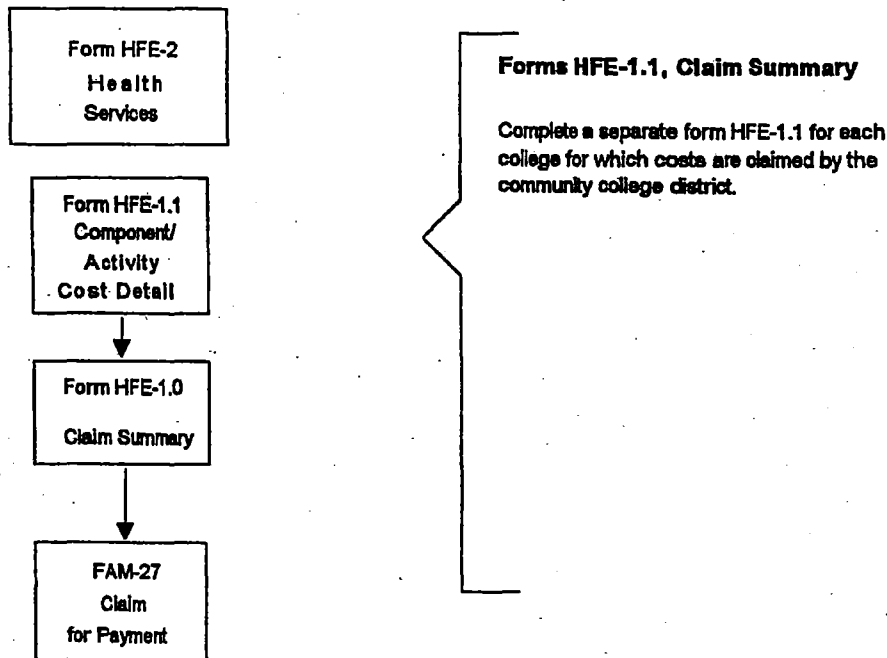 Form HFE-2
Health
Services
Form HFE-1.1
Component/
Activity
Cost Detail
Form HFE-1.0
Claim Summary
FAM-27
Claim
for Payment
Forms HFE-1.1, Claim Summary
Complete a separate form HFE-1.1 for each
college for which costs are claimed by the
community college district.